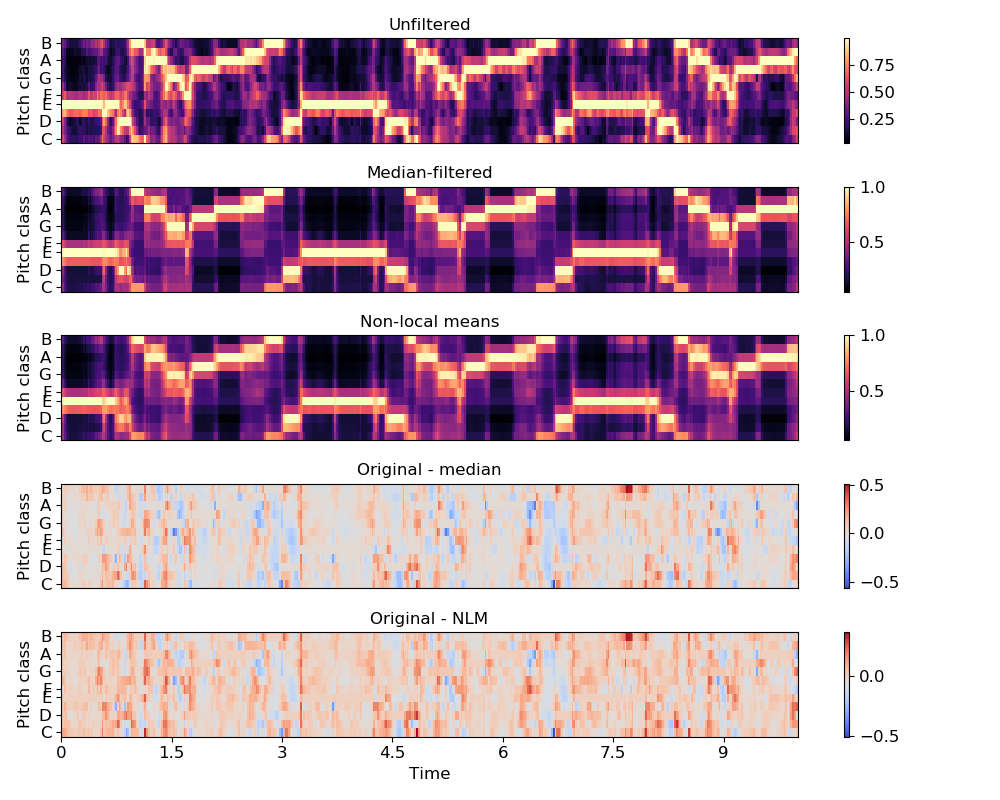 Unfiltered
Pitch class
B
A
G
F
E
D
C
0.75
0.50
0.25
Median-filtered
Pitch class
B
A
G
F
E
D
C
1.0
0.5
Non-local means
Pitch class
B
A
G
F
E
D
C
1.0
0.5
Original - median
Pitch class
B
A
G
F
E
D
C
0.5
0.0
−0.5
Original - NLM
Pitch class
B
A
G
F
E
D
C
0.0
−0.5
0 1.5 3 4.5 6 7.5 9
Time